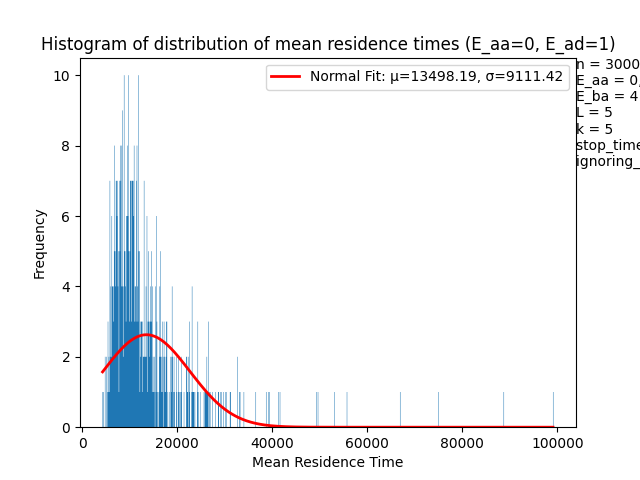 Histogram of distribution of mean residence times (E_aa=0, E_ad=1)
Normal Fit: μ=13498.19, σ=9111.42
n = 3000
E_aa = 0,
E_ba = 4
L = 5
k = 5
stop_time
ignoring_
10
8
6
4
2
0
Frequency
0 20000 40000 60000 80000 100000
Mean Residence Time